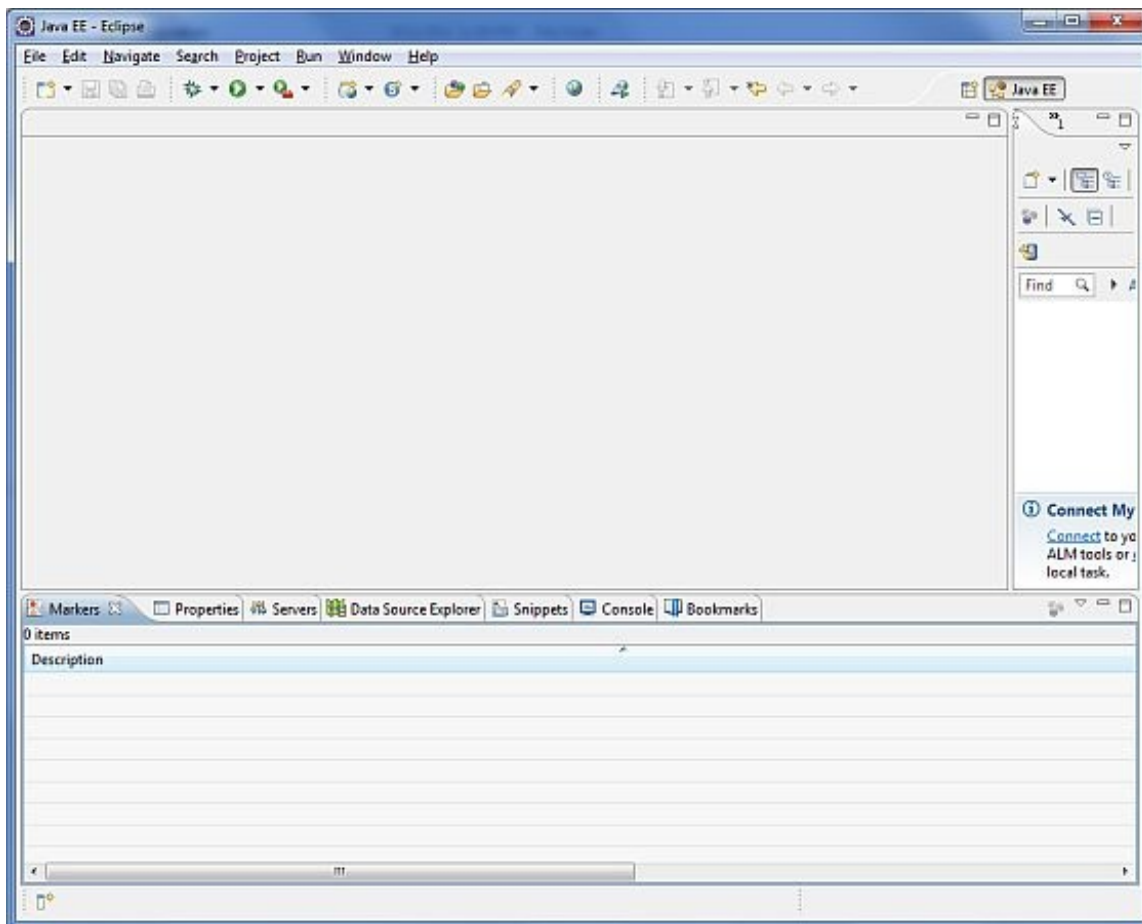 Java EE - Eclipse
File Edit Navigate Search Project Run Window Help
Java EE
1
Find
Connect My
Connect to yo
ALM tools or
local task.
Markers Properties Servers Data Source Explorer Snippets Console Bookmarks
0 items
Description